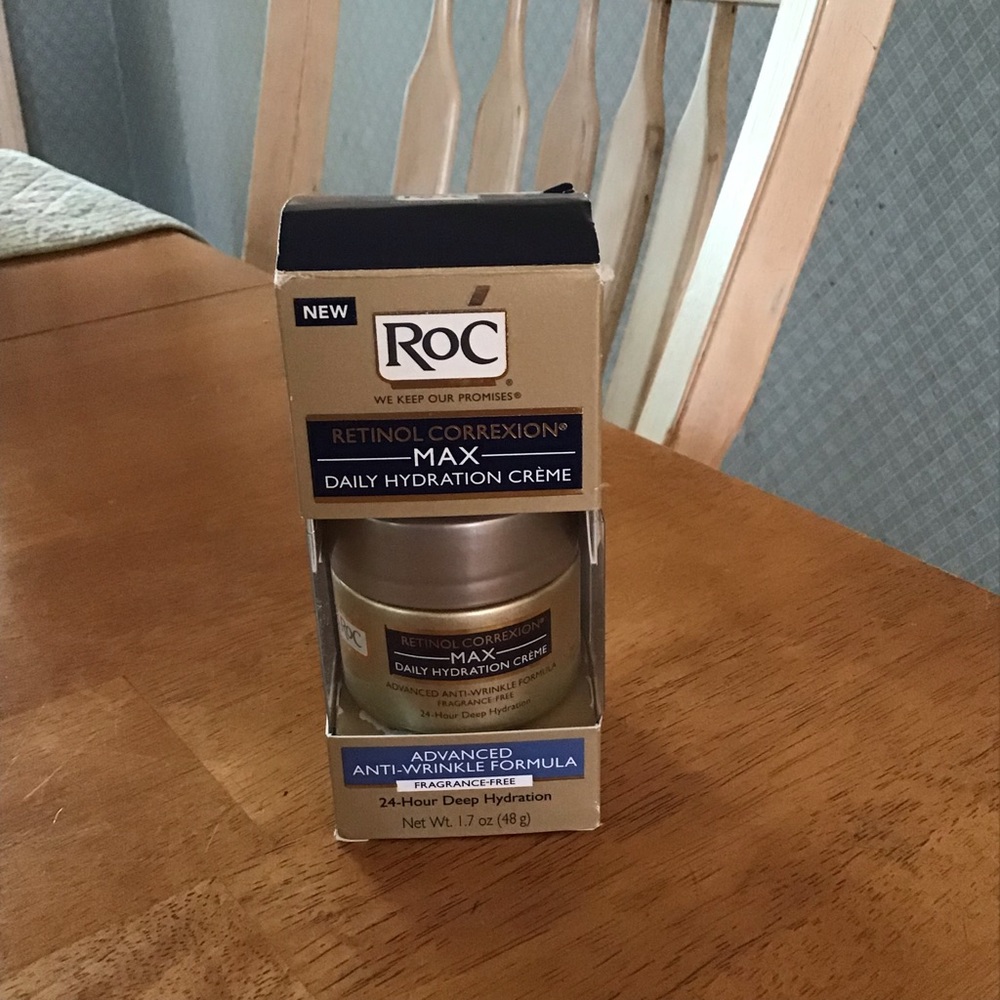 NEW
RoC
®
WE KEEP OUR PROMISES®
RETINOL CORREXION®
MAX
DAILY HYDRATION CRÈME
RoC
RETINOL CORREXION®
MAX
DAILY HYDRATION CRÈME
ADVANCED ANTI-WRINKLE FORMULA
FRAGRANCE-FREE
24-Hour Deep Hydration
ADVANCED
ANTI-WRINKLE FORMULA
FRAGRANCE-FREE
24-Hour Deep Hydration
Net Wt. 1.7 oz (48 g)